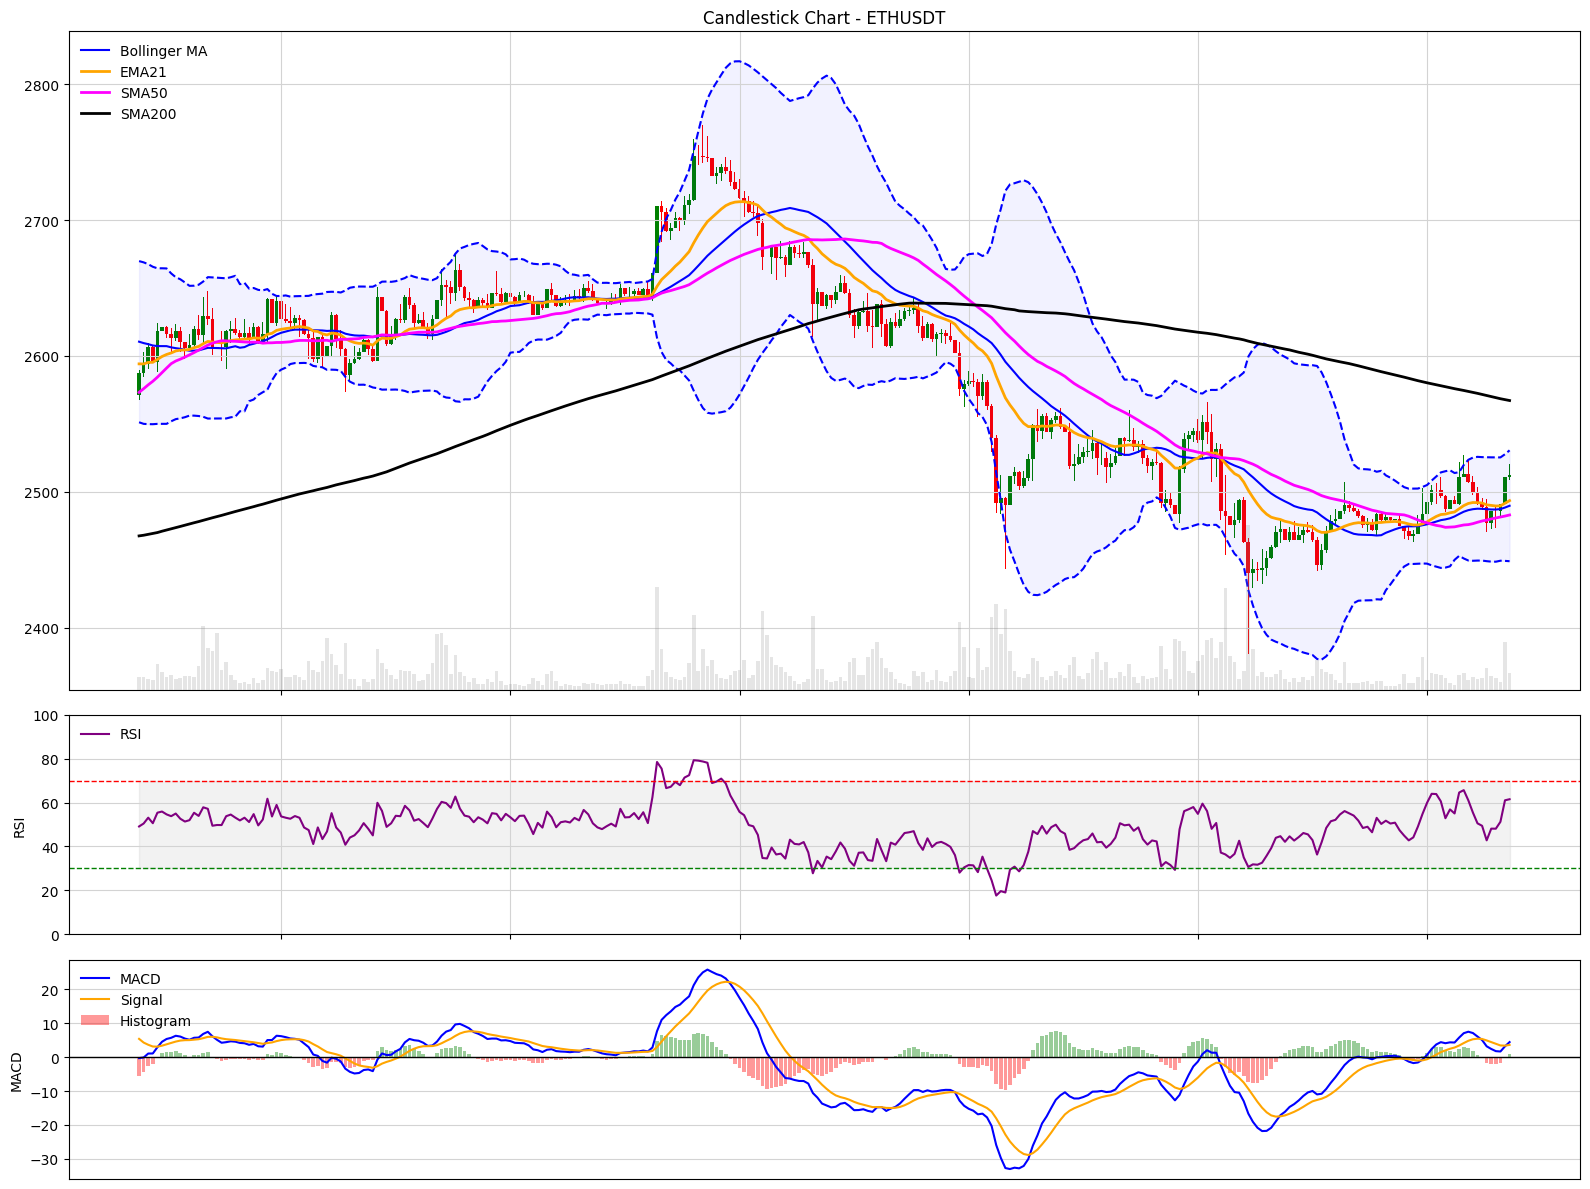 Candlestick Chart - ETHUSDT
Bollinger MA
EMA21
SMA50
SMA200
2800
2700
2600
2500
2400
RSI
RSI
100
80
60
40
20
0
MACD
MACD
Signal
Histogram
20
10
0
−10
−20
−30